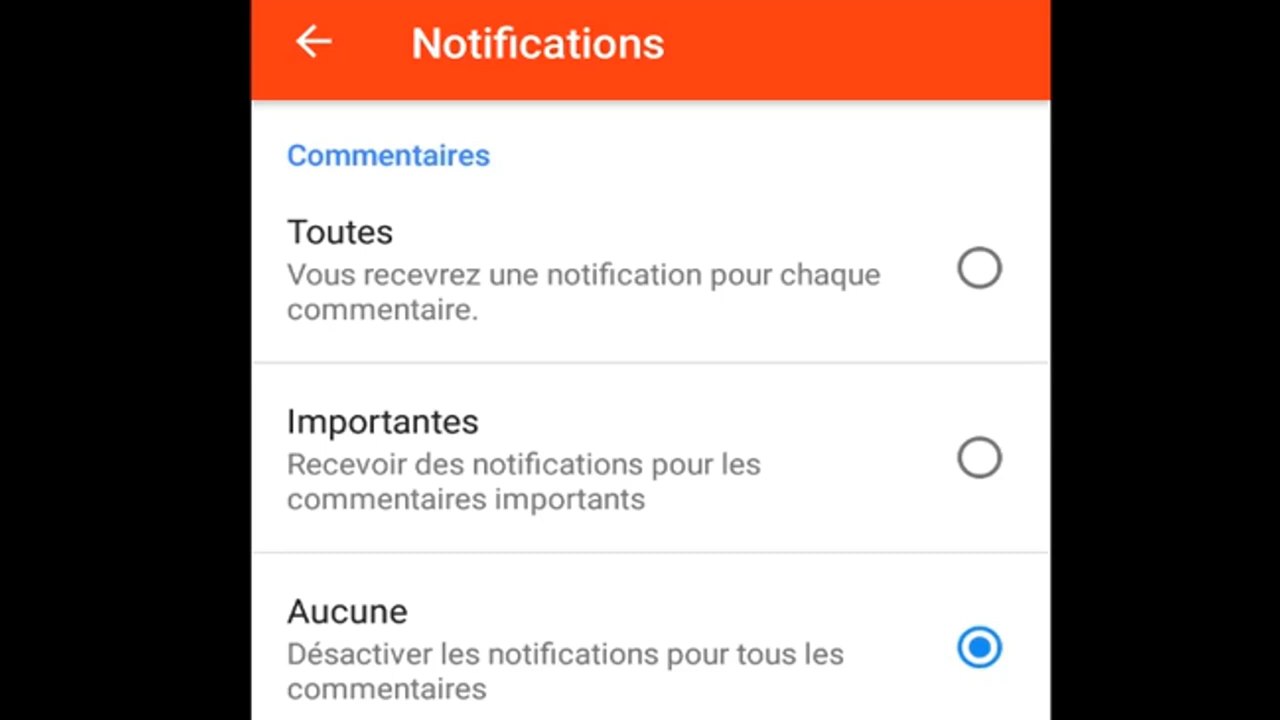 Notifications
Commentaires
Toutes
Vous recevrez une notification pour chaque
commentaire.
Importantes
Recevoir des notifications pour les
commentaires importants
Aucune
Désactiver les notifications pour tous les
commentaires